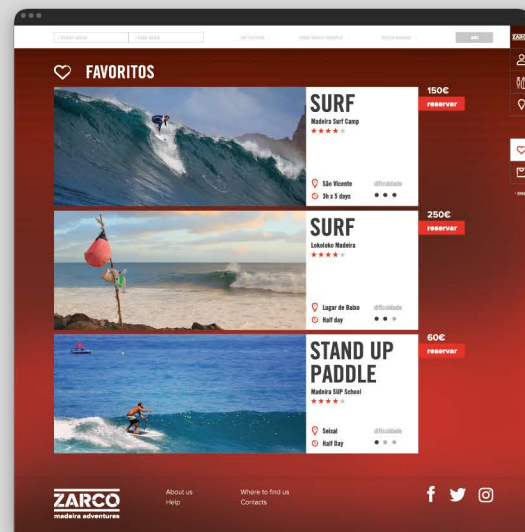 FAVORITOS
SURF
Madeira Surf Camp
São Vicente
dificuldade
3h x 5 days
150€
reservar
SURF
Lokoloko Madeira
Lugar de Baixo
dificuldade
Half day
250€
reservar
STAND UP
PADDLE
Madeira SUP School
Seixal
dificuldade
Half Day
60€
reservar
ZARCO
madeira adventures
About us
Help
Where to find us
Contacts